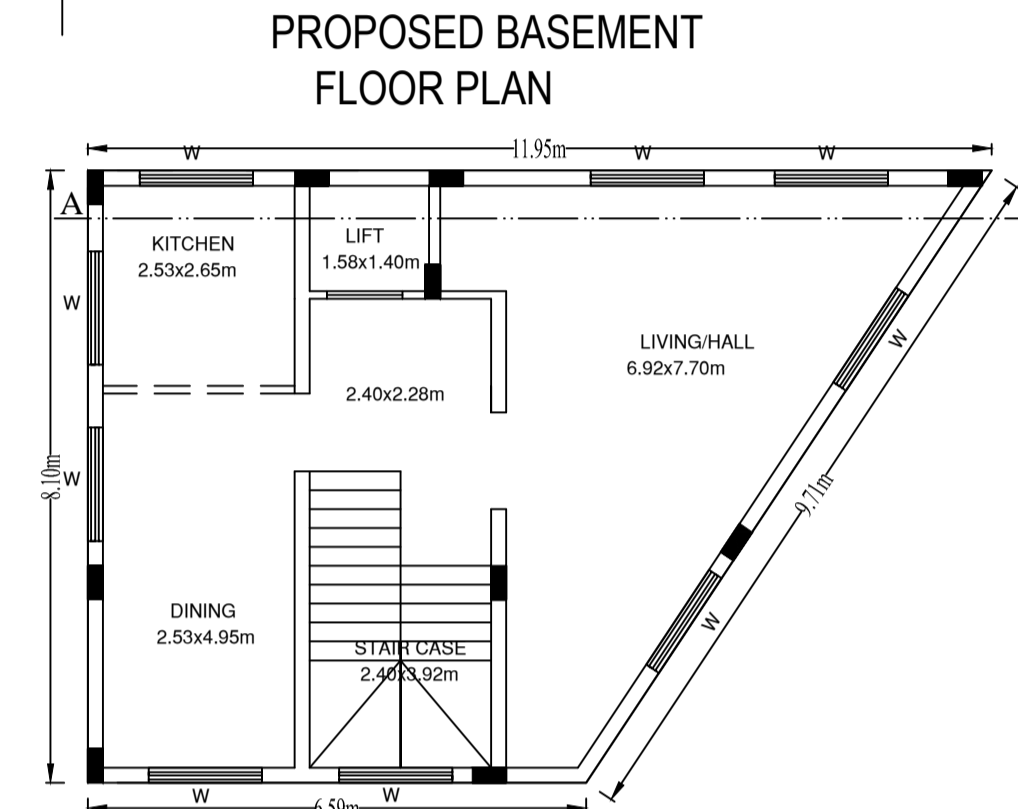 PROPOSED BASEMENT
FLOOR PLAN
11.95m
W
W
W
A
KITCHEN
2.53x2.65m
LIFT
1.58x1.40m
W
LIVING/HALL
6.92x7.70m
W
2.40x2.28m
8.10m
W
9.71m
DINING
2.53x4.95m
STAIR CASE
2.40x3.92m
W
W
W
6.59m